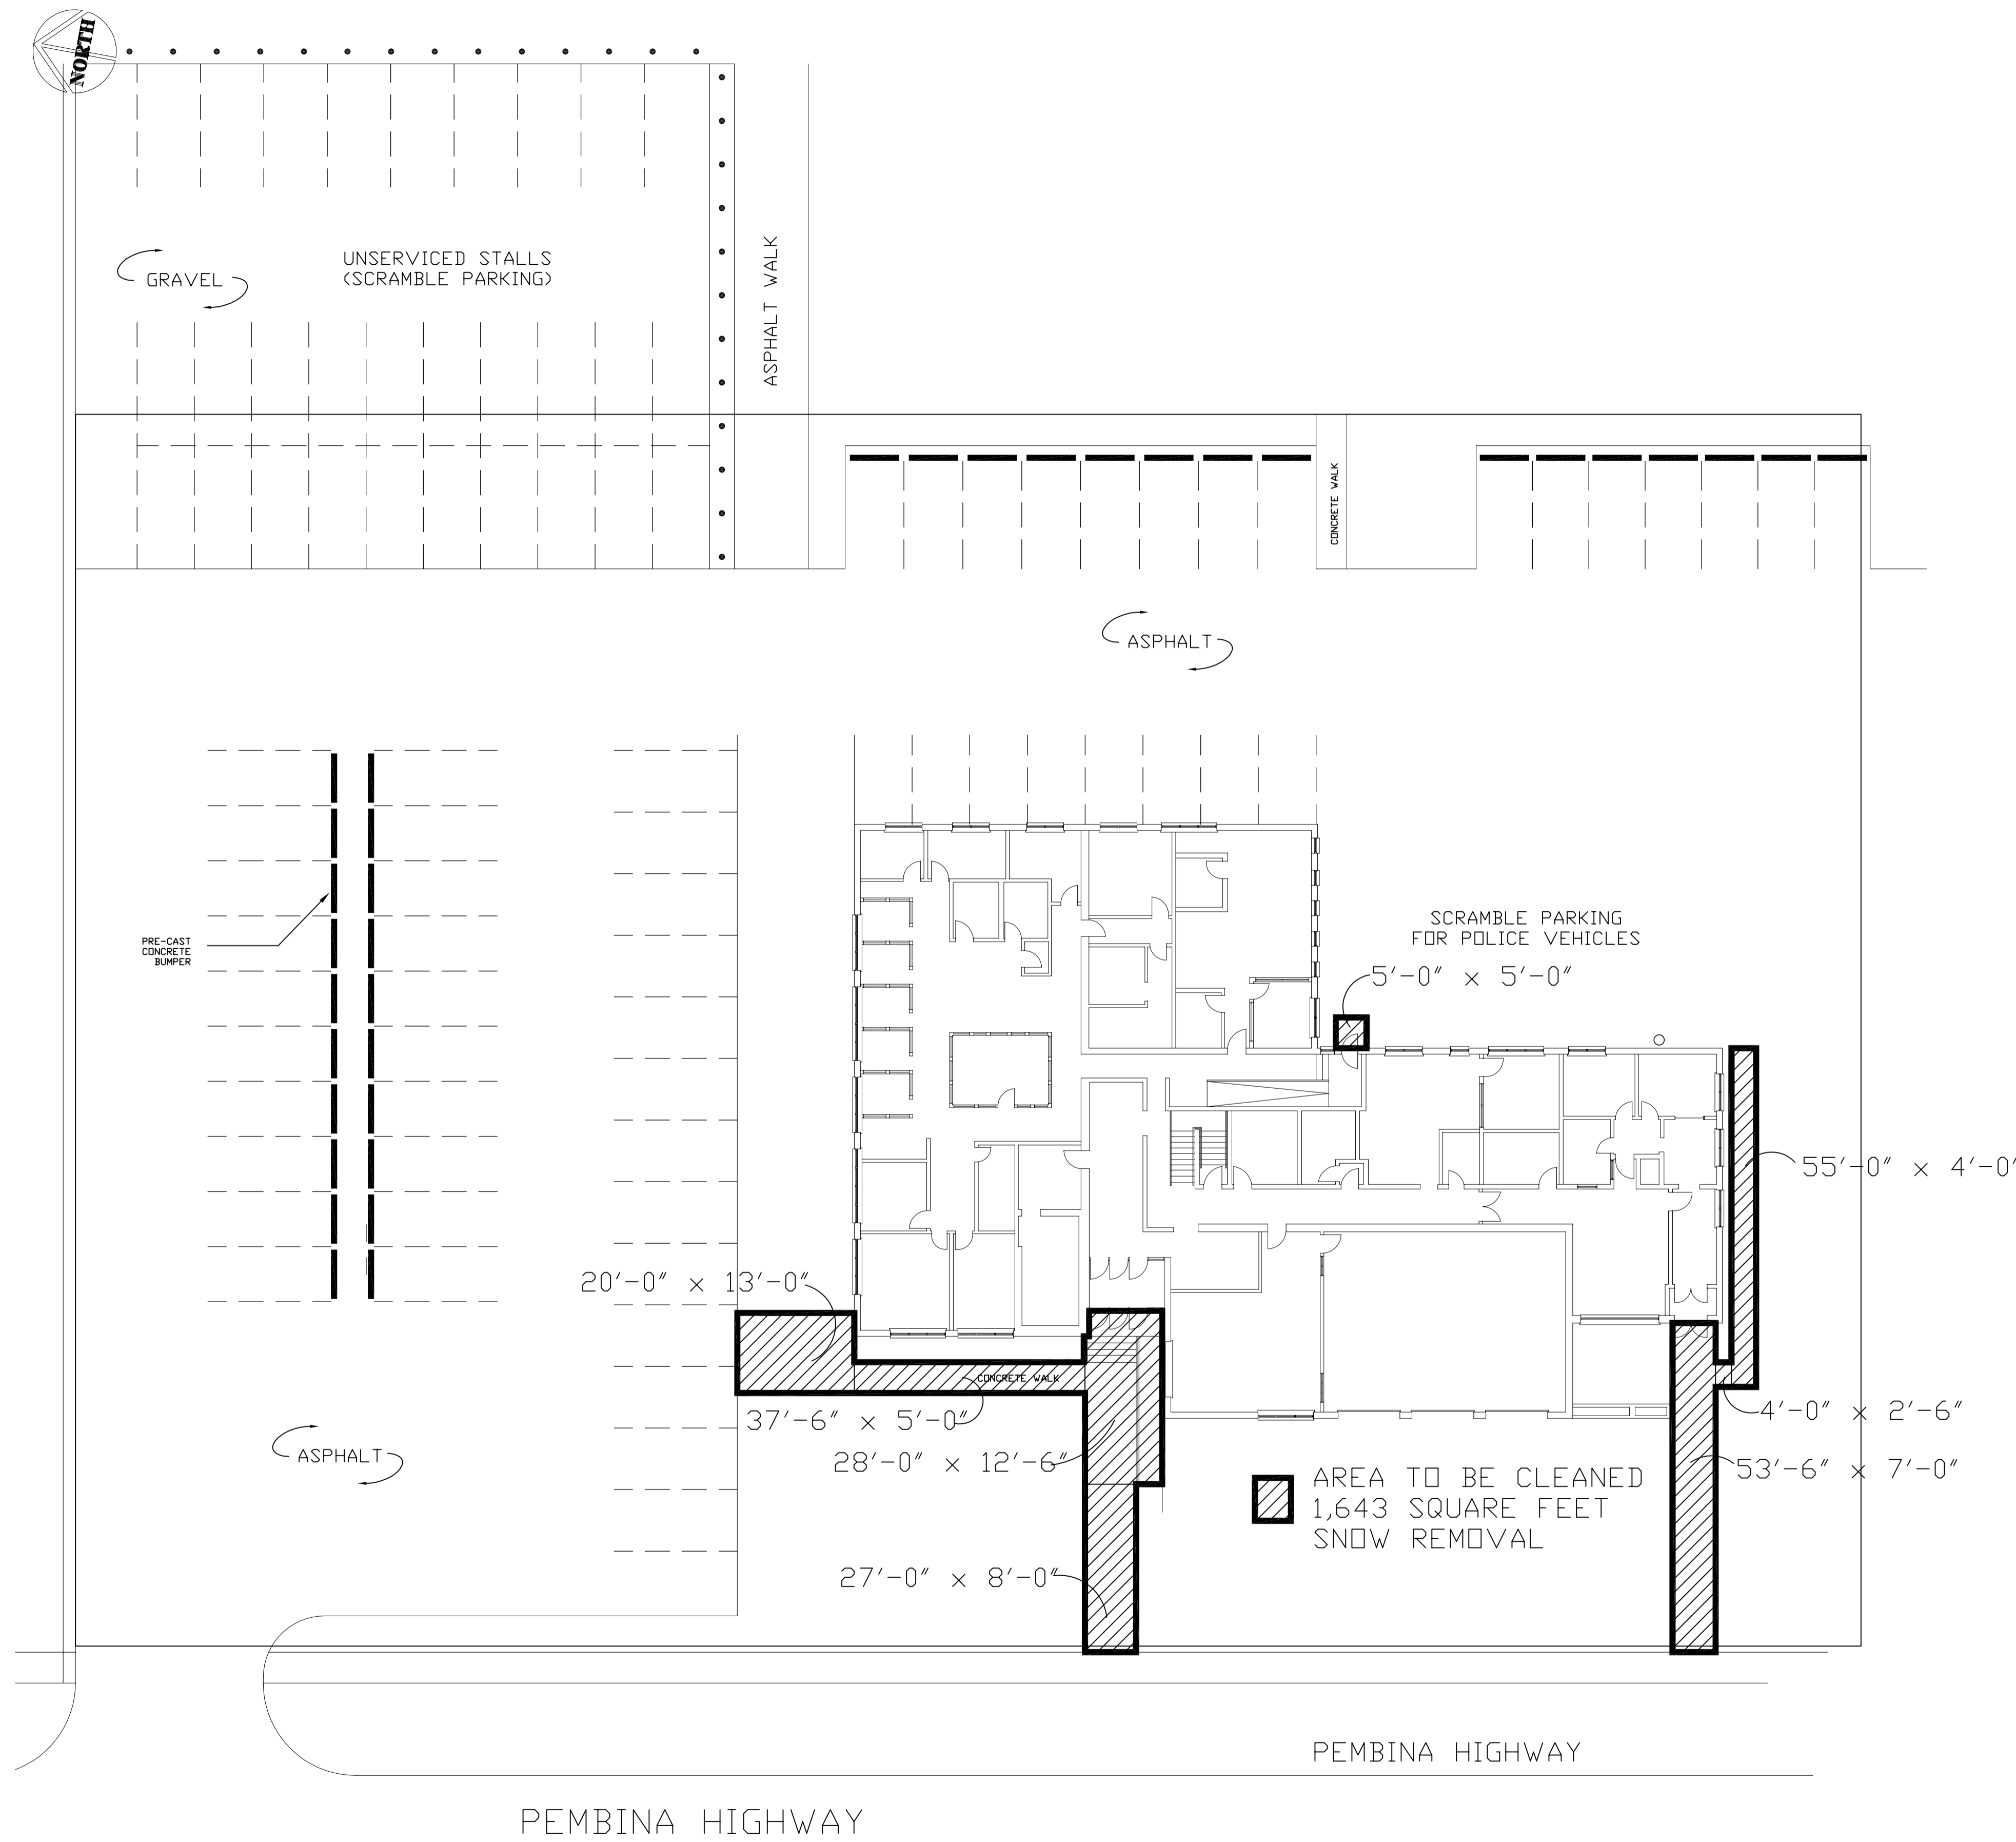 NORTH
UNSERVICED STALLS
(SCRAMBLE PARKING)
GRAVEL
ASPHALT WALK
CONCRETE WALK
ASPHALT
SCRAMBLE PARKING
FOR POLICE VEHICLES
5'-0" x 5'-0"
PRE-CAST
CONCRETE
BUMPER
55'-0" x 4'-0"
20'-0" x 13'-0"
CONCRETE WALK
37'-6" x 5'-0"
4'-0" x 2'-6"
28'-0" x 12'-6"
53'-6" x 7'-0"
ASPHALT
AREA TO BE CLEANED
1,643 SQUARE FEET
SNOW REMOVAL
27'-0" x 8'-0"
PEMBINA HIGHWAY
PEMBINA HIGHWAY